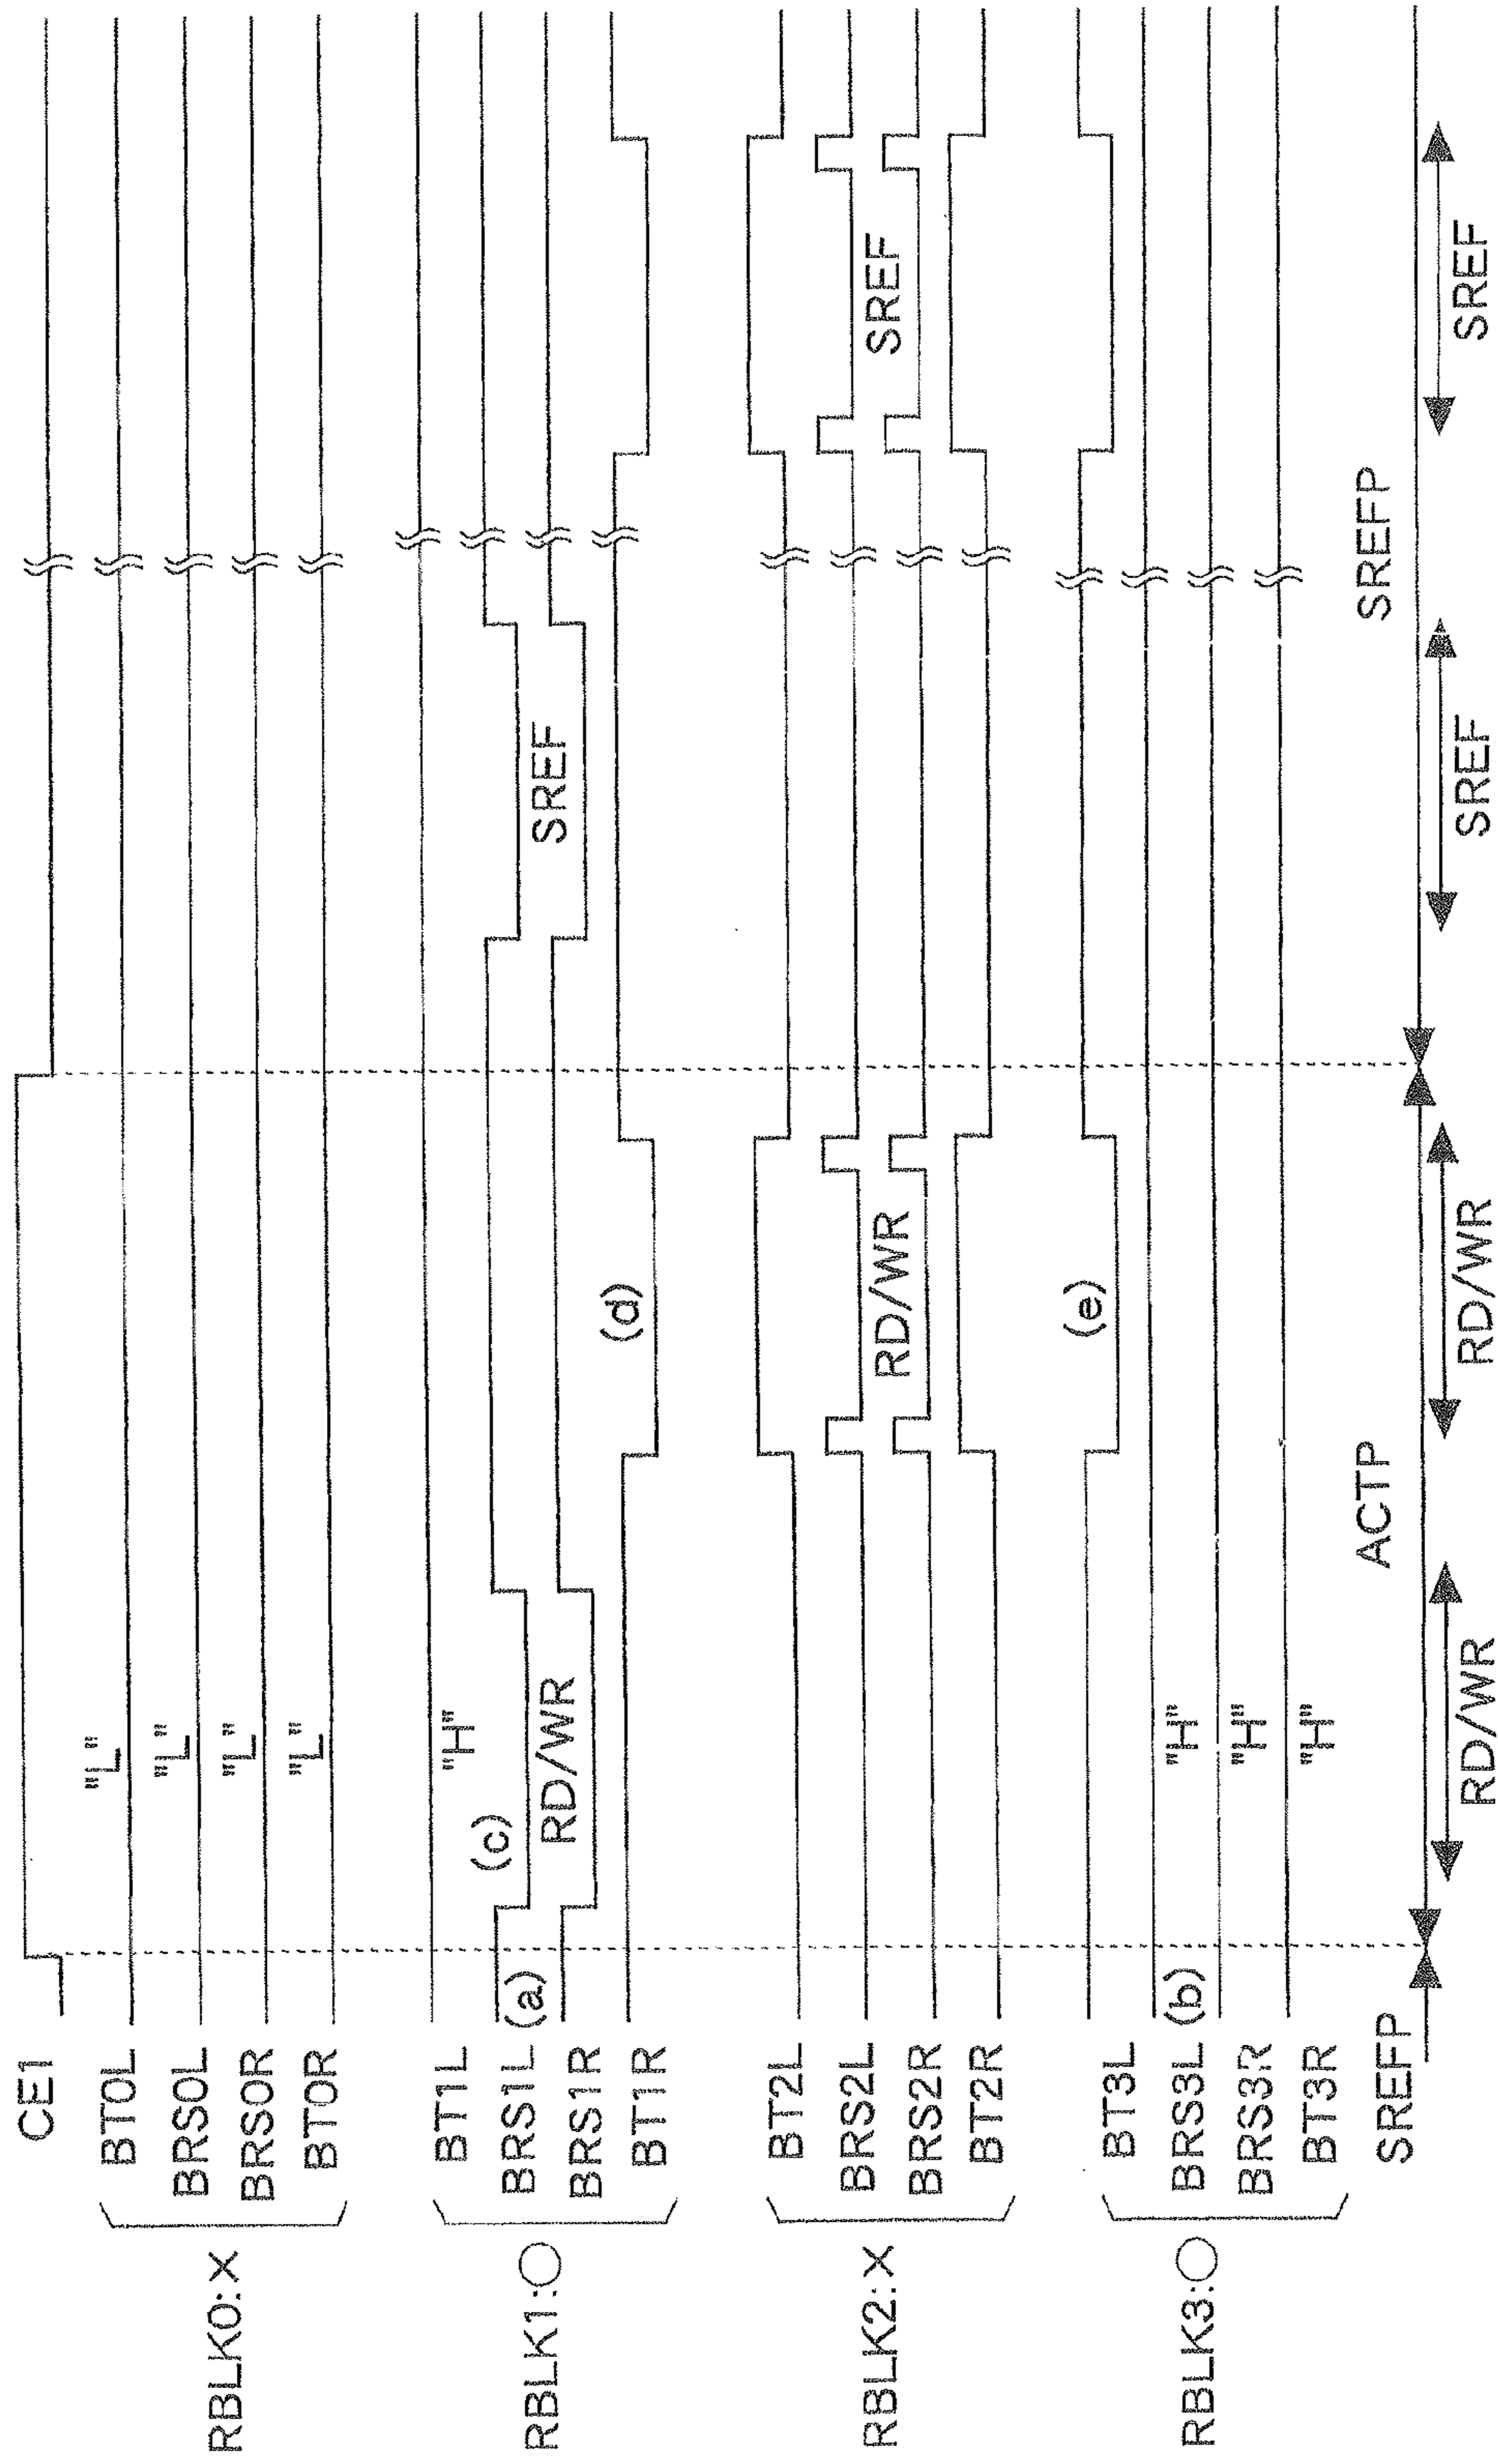 CE1
RBLK0:×
BT0L
"L"
BRS0L
"L"
BRS0R
"L"
BT0R
"L"
RBLK1:○
BT1L
"H"
BRS1L
(a)
(c)
RD/WR
SREF
BRS1R
BT1R
(d)
RBLK2:×
BT2L
BRS2L
RD/WR
SREF
BRS2R
BT2R
RBLK3:○
BT3L
(e)
BRS3L
(b)
"H"
BRS3R
"H"
BT3R
"H"
SREFP
ACTP
SREFP
RD/WR
RD/WR
SREF
SREF